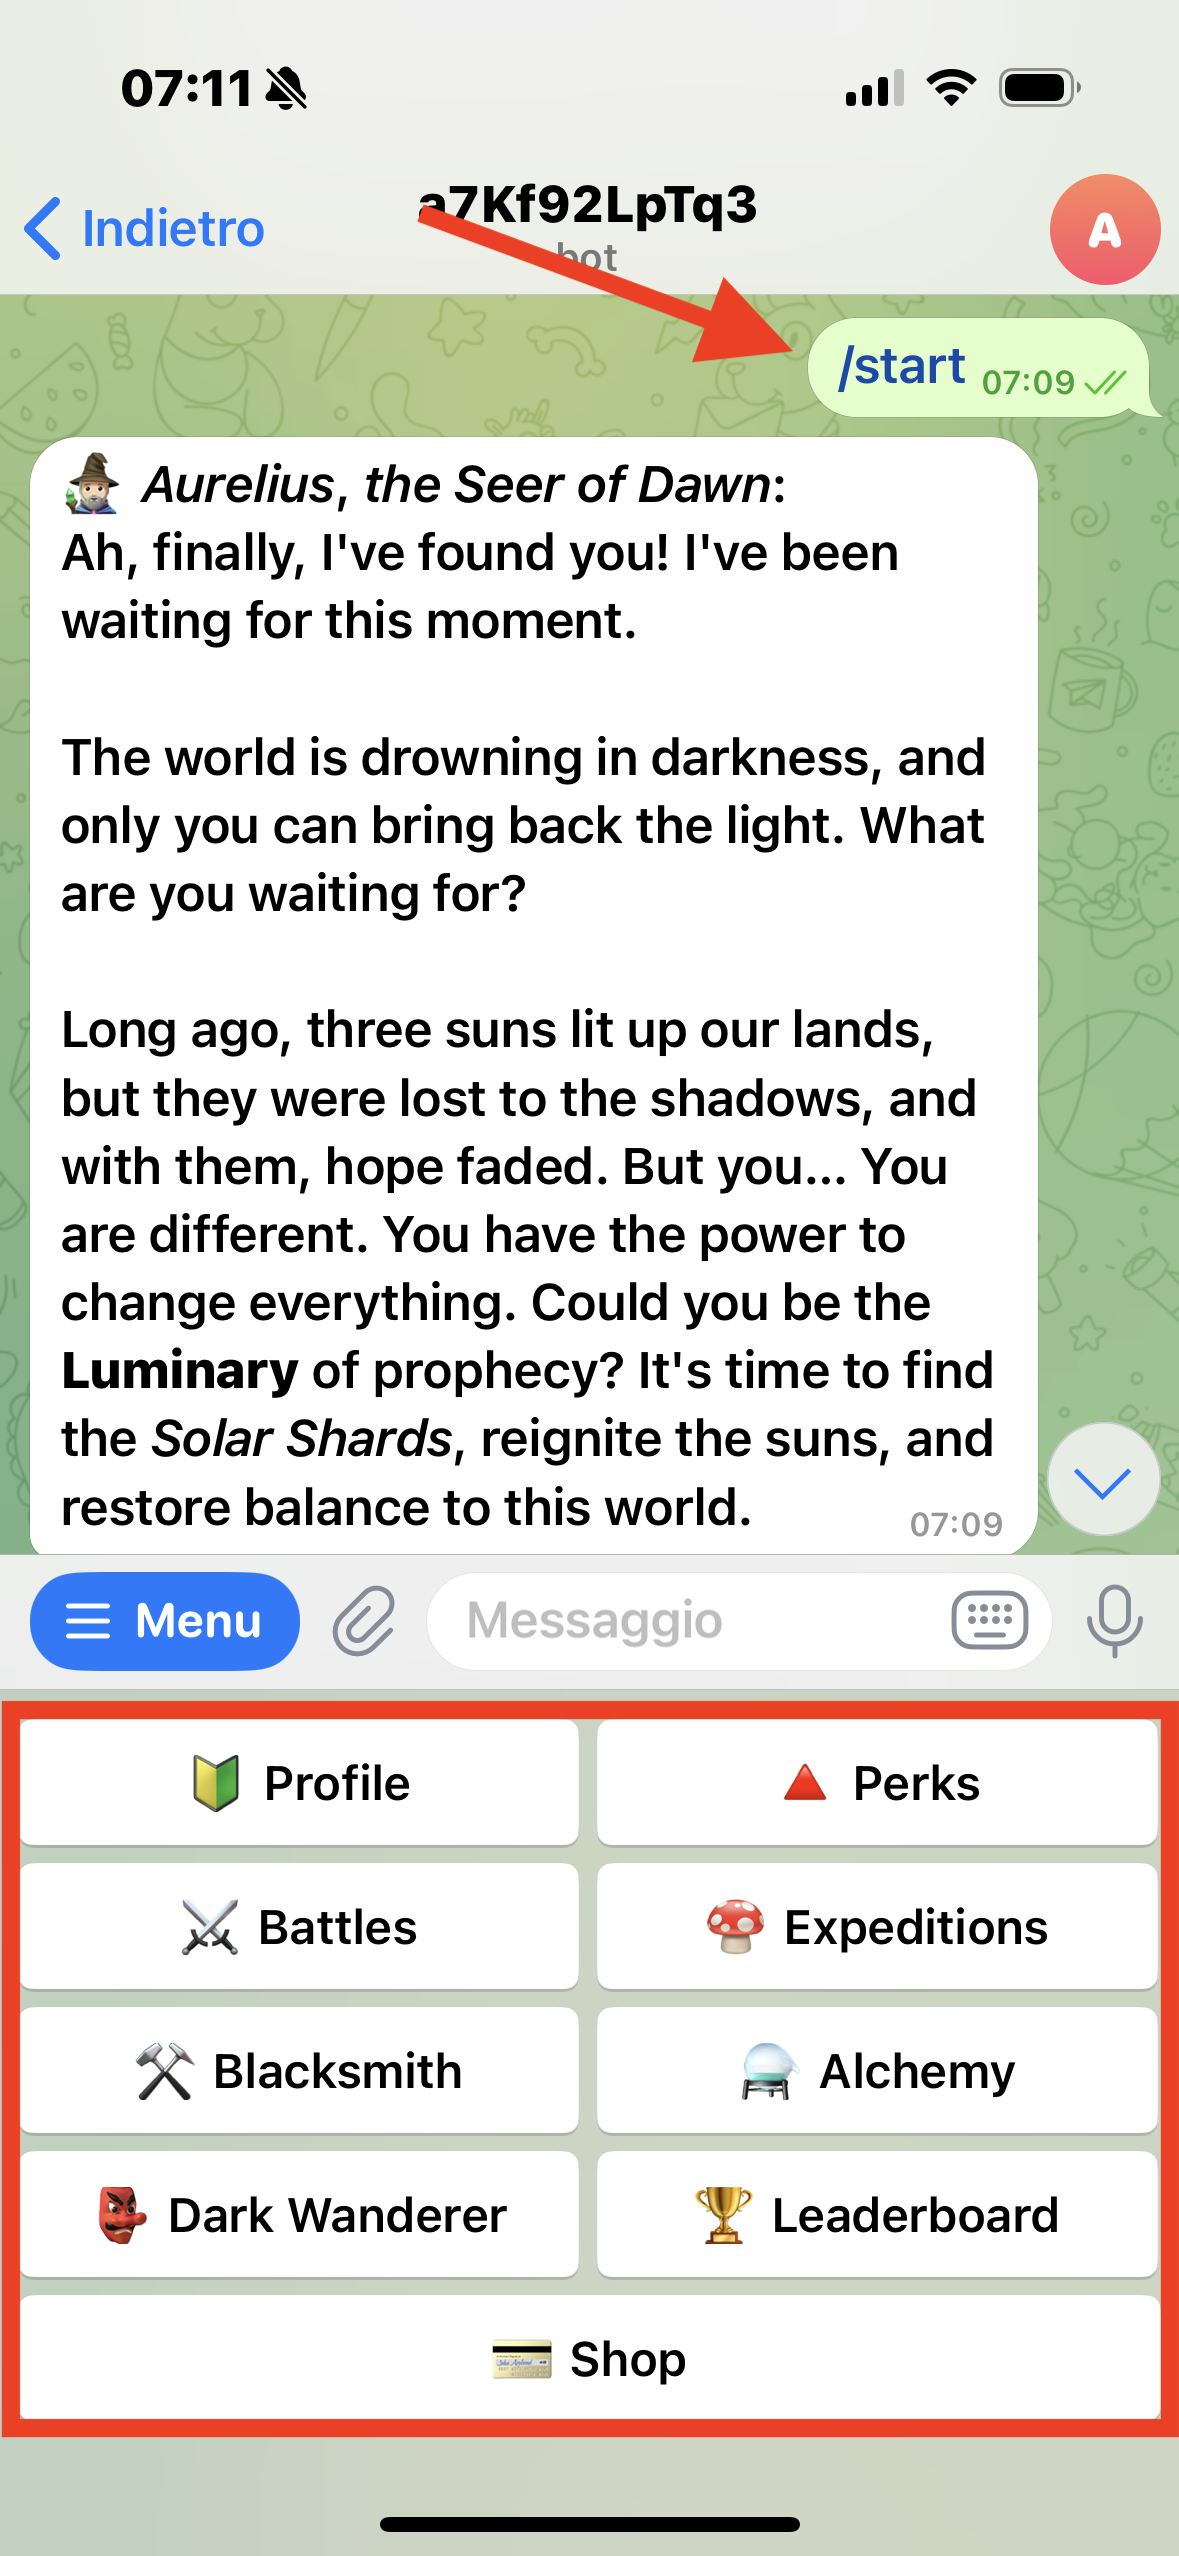 07:11
Indietro
a7Kf92LpTq3
bot
A
/start 07:09
Aurelius, the Seer of Dawn:
Ah, finally, I've found you! I've been
waiting for this moment.
The world is drowning in darkness, and
only you can bring back the light. What
are you waiting for?
Long ago, three suns lit up our lands,
but they were lost to the shadows, and
with them, hope faded. But you... You
are different. You have the power to
change everything. Could you be the
Luminary of prophecy? It's time to find
the Solar Shards, reignite the suns, and
restore balance to this world.
07:09
Menu
Messaggio
Profile
Perks
Battles
Expeditions
Blacksmith
Alchemy
Dark Wanderer
Leaderboard
Shop